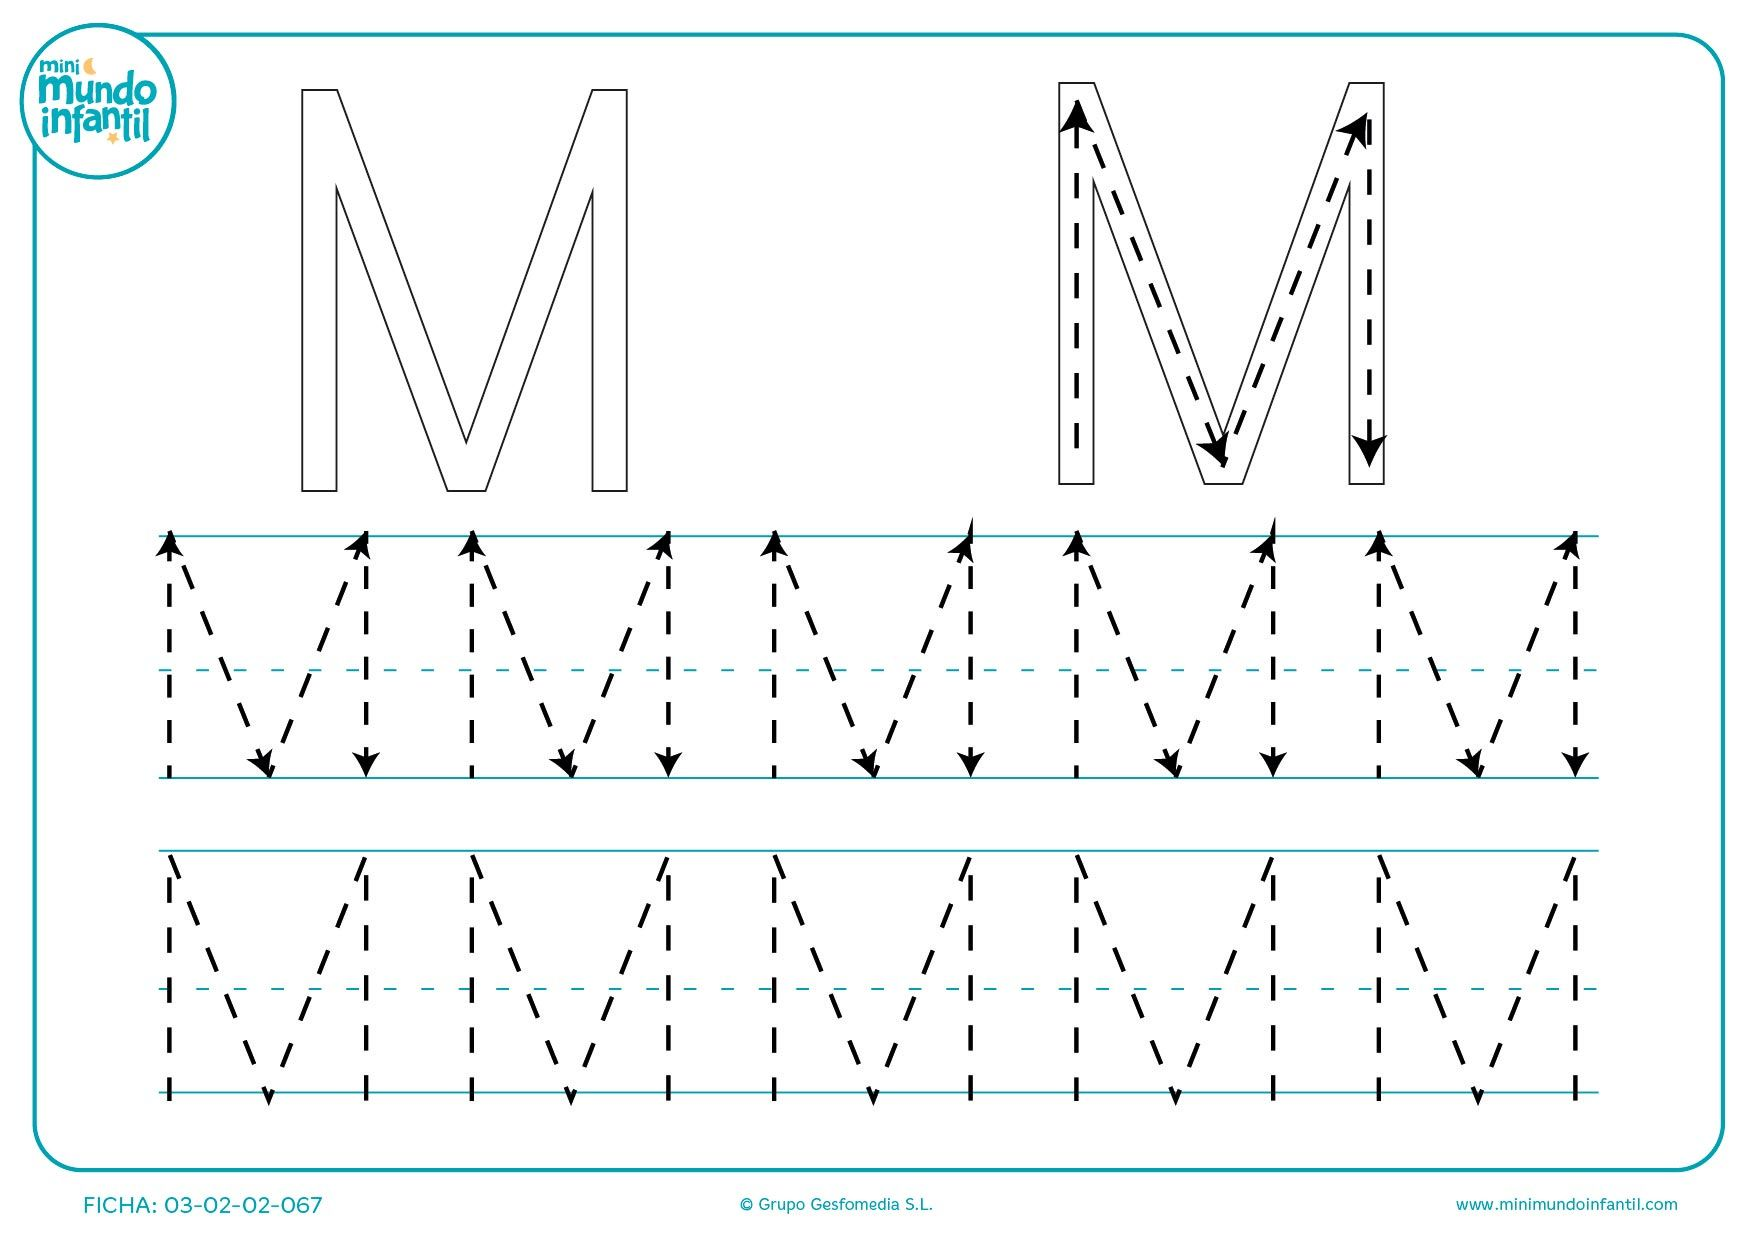 mini
mundo
infantil
M M
M M M M M
M M M M M
FICHA: 03-02-02-067
© Grupo Gesfomedia S.L.
www.minimundoinfantil.com